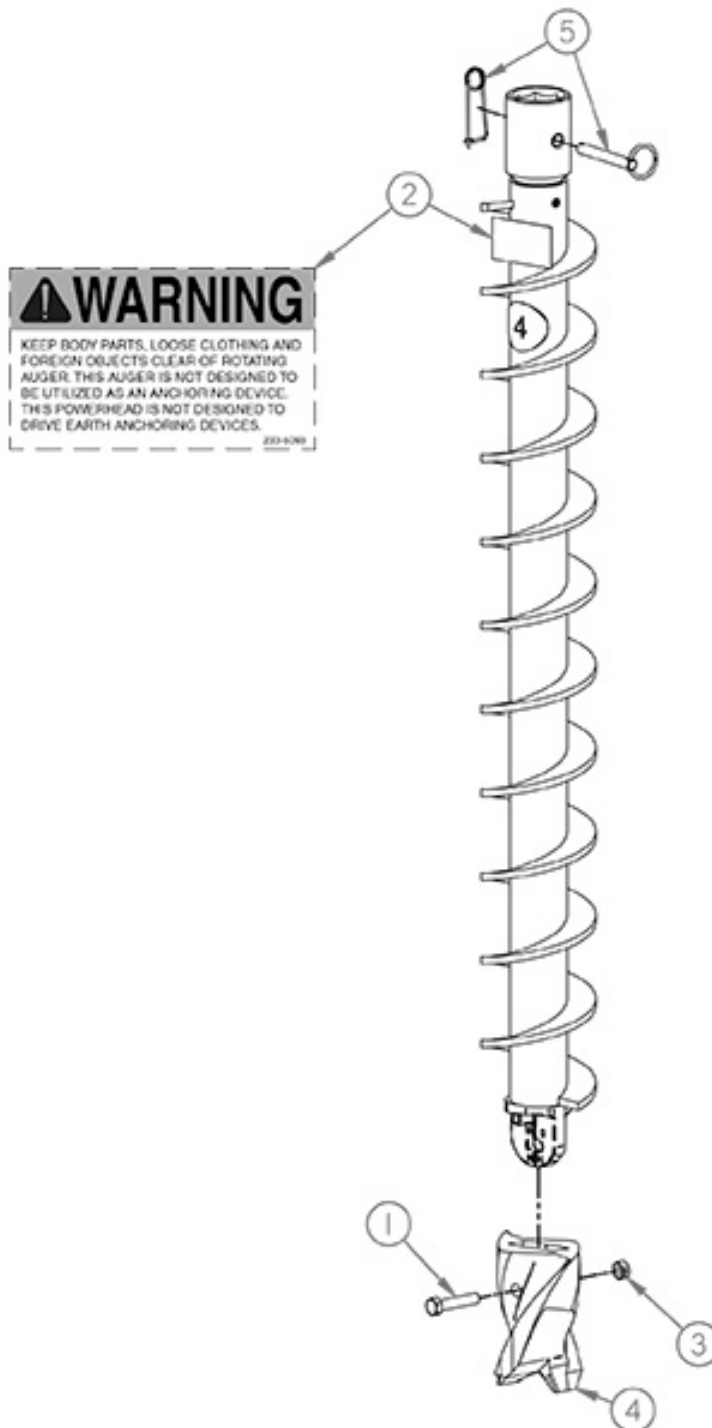 5
2
WARNING
KEEP BODY PARTS, LOOSE CLOTHING AND
FOREIGN OBJECTS CLEAR OF ROTATING
AUGER. THIS AUGER IS NOT DESIGNED TO
BE UTILIZED AS AN ANCHORING DEVICE.
THIS POWERHEAD IS NOT DESIGNED TO
DRIVE EARTH ANCHORING DEVICES.
4
1
3
4